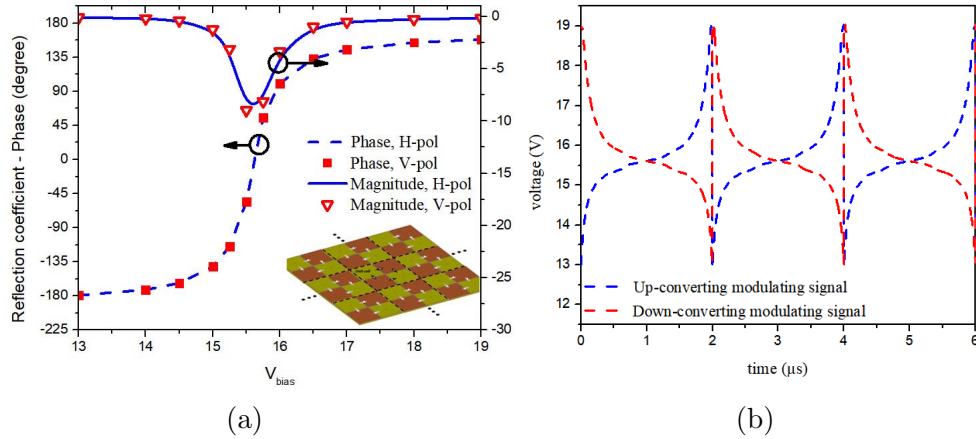 180
135
90
45
0
-45
-90
-135
-180
-225
Reflection coefficient - Phase (degree)
0
-5
-10
-15
-20
-25
-30
Phase, H-pol
Phase, V-pol
Magnitude, H-pol
Magnitude, V-pol
13 14 15 16 17 18 19
V_bias
(a)
19
18
17
16
15
14
13
12
voltage (V)
Up-converting modulating signal
Down-converting modulating signal
0 1 2 3 4 5 6
time (μs)
(b)